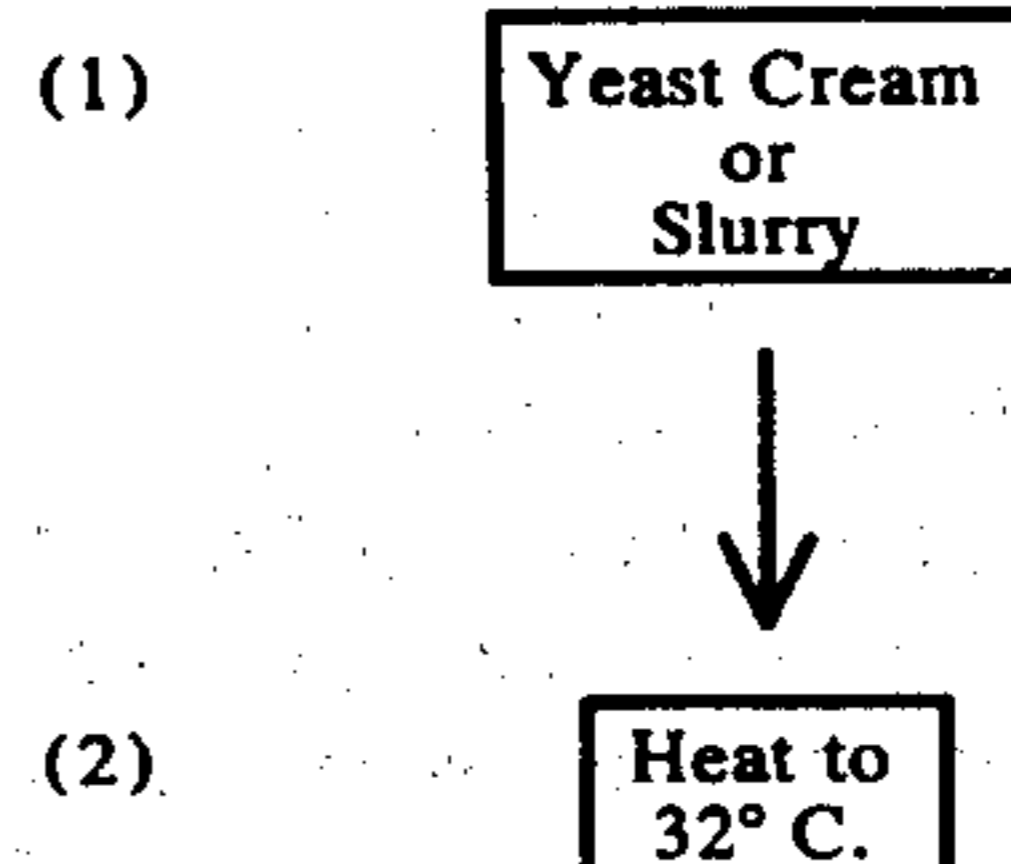 (1)
Yeast Cream
or
Slurry
(2)
Heat to
32° C.